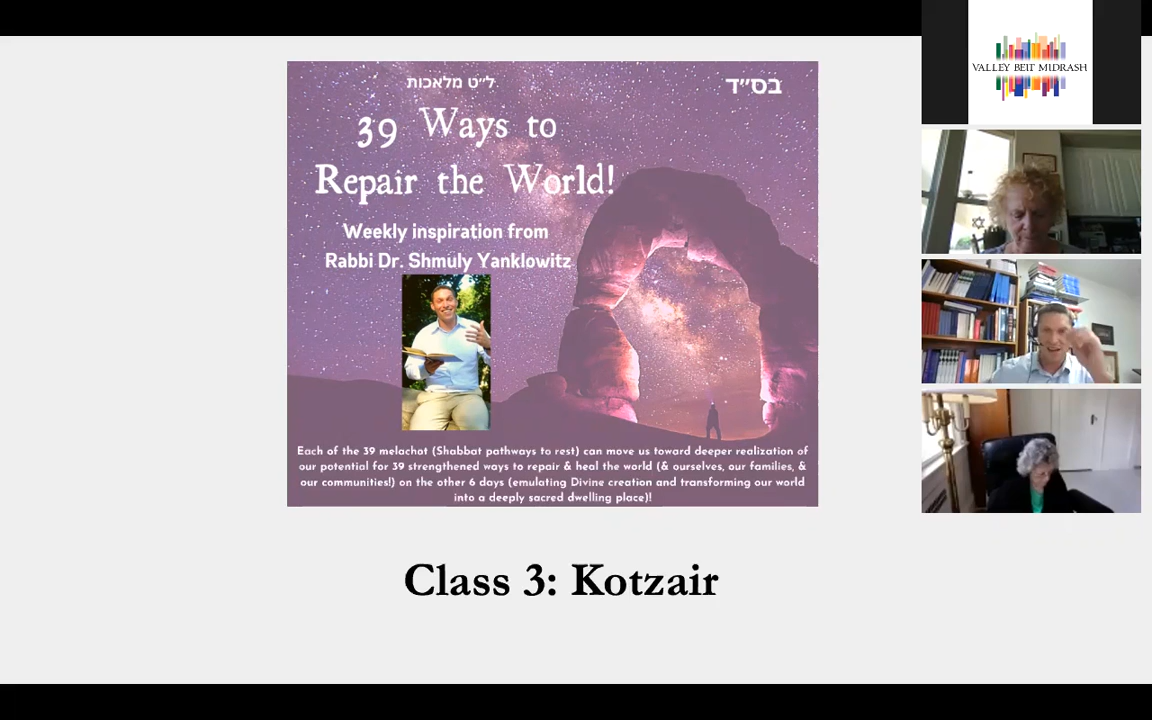 ל״ט מלאכות
בס״ד
39 Ways to
Repair the World!
Weekly inspiration from
Rabbi Dr. Shmuly Yanklowitz
Each of the 39 melachot (Shabbat pathways to rest) can move us toward deeper realization of
our potential for 39 strengthened ways to repair & heal the world (& ourselves, our families, &
our communities!) on the other 6 days (emulating Divine creation and transforming our world
into a deeply sacred dwelling place)!
Class 3: Kotzair
VALLEY BEIT MIDRASH